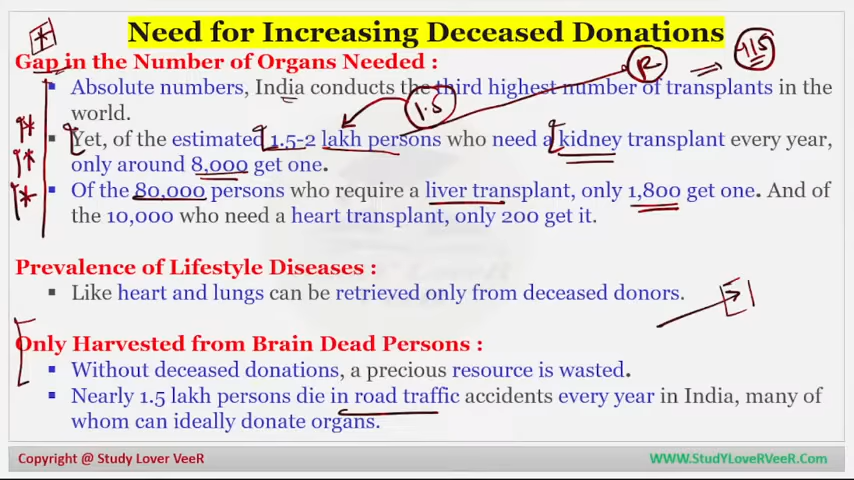 Need for Increasing Deceased Donations
Gap in the Number of Organs Needed :
Absolute numbers, India conducts the third highest number of transplants in the
world.
Yet, of the estimated 1.5-2 lakh persons who need a kidney transplant every year,
only around 8,000 get one.
Of the 80,000 persons who require a liver transplant, only 1,800 get one. And of
the 10,000 who need a heart transplant, only 200 get it.
1.5
Prevalence of Lifestyle Diseases :
Like heart and lungs can be retrieved only from deceased donors.
Only Harvested from Brain Dead Persons :
Without deceased donations, a precious resource is wasted.
Nearly 1.5 lakh persons die in road traffic accidents every year in India, many of
whom can ideally donate organs.
Copyright @ Study Lover VeeR
WWW.StudyLoveRVeeR.Com